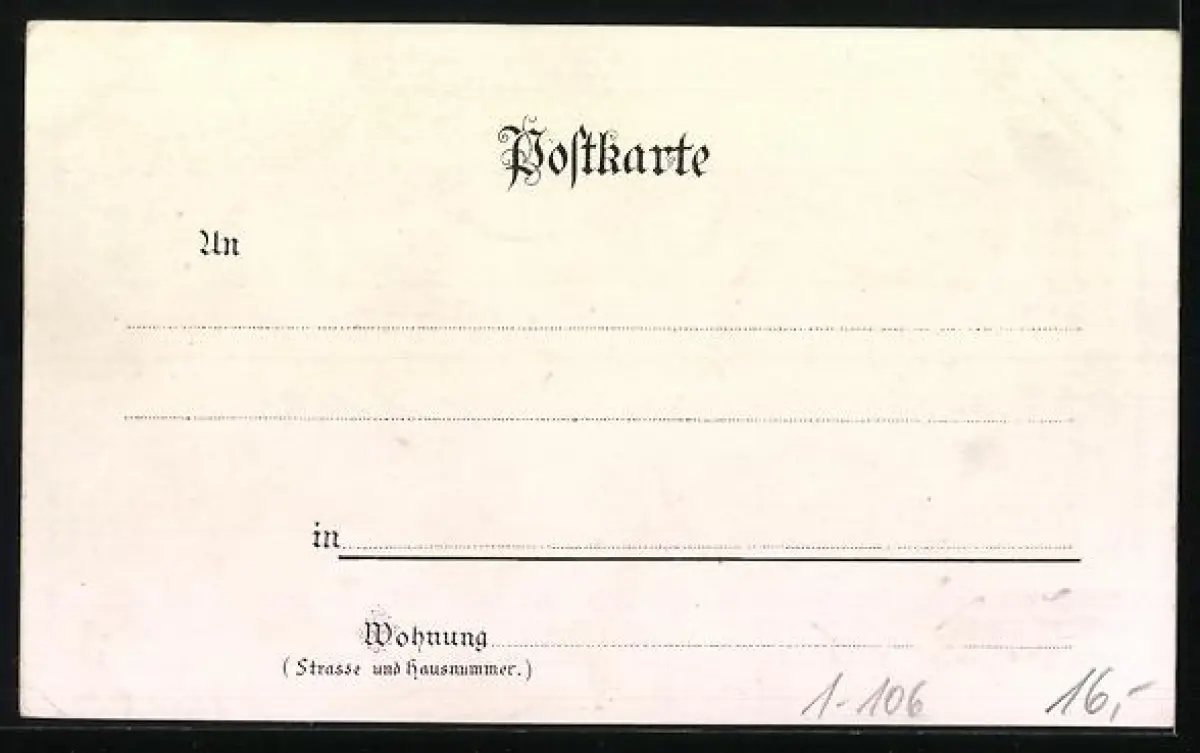 Poſtkarte
An
in
Wohnung
(Strasse und Hausnummer.)
1-106 16,-